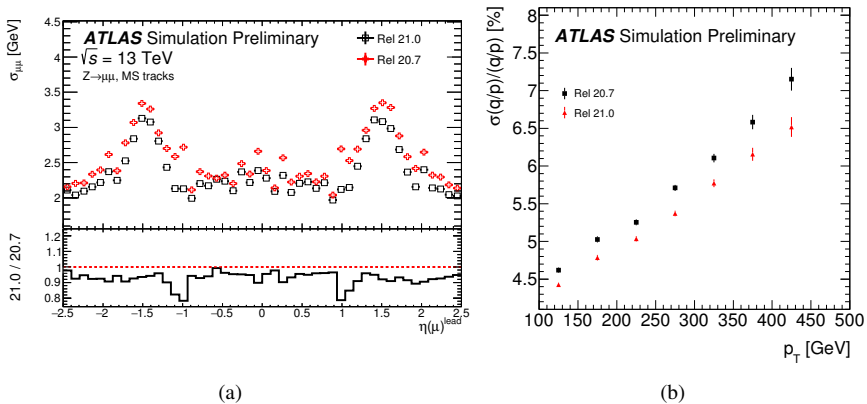 ATLAS Simulation Preliminary
√s = 13 TeV
Z→μμ, MS tracks
Rel 21.0
Rel 20.7
σμμ [GeV]
4.5
4
3.5
3
2.5
2
21.0 / 20.7
1.2
1.1
1
0.9
0.8
−2.5 −2 −1.5 −1 −0.5 0 0.5 1 1.5 2 2.5
η(μ)lead
(a)
ATLAS Simulation Preliminary
Rel 20.7
Rel 21.0
σ(q/p)/(q/p) [%]
8
7.5
7
6.5
6
5.5
5
4.5
100 150 200 250 300 350 400 450 500
pT [GeV]
(b)